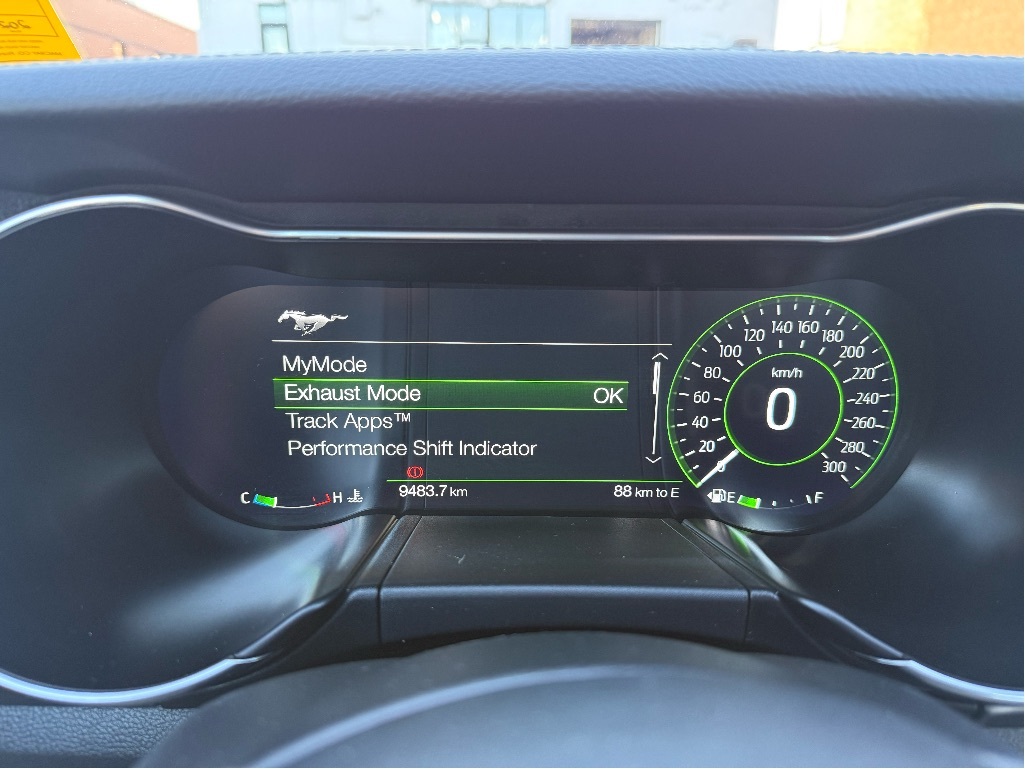 MyMode
Exhaust Mode OK
Track Apps™
Performance Shift Indicator
9483.7 km 88 km to E
C H
E F
km/h
0
0 20 40 60 80 100 120 140 160 180 200 220 240 260 280 300